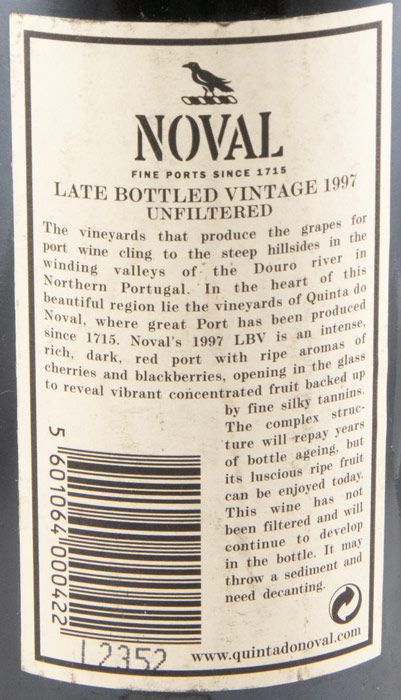 NOVAL
FINE PORTS SINCE 1715
LATE BOTTLED VINTAGE 1997
UNFILTERED
The vineyards that produce the grapes for
port wine cling to the steep hillsides in the
winding valleys of the Douro river in
Northern Portugal. In the heart of this
beautiful region lie the vineyards of Quinta do
Noval, where great Port has been produced
since 1715. Noval's 1997 LBV is an intense,
rich, dark, red port with ripe aromas of
cherries and blackberries, opening in the glass
to reveal vibrant concentrated fruit backed up
by fine silky tannins.
The complex struc-
ture will repay years
of bottle ageing, but
its luscious ripe fruit
can be enjoyed today.
This wine has not
been filtered and will
continue to develop
in the bottle. It may
throw a sediment and
need decanting.
5 601064 000422
L2352
www.quintadonoval.com